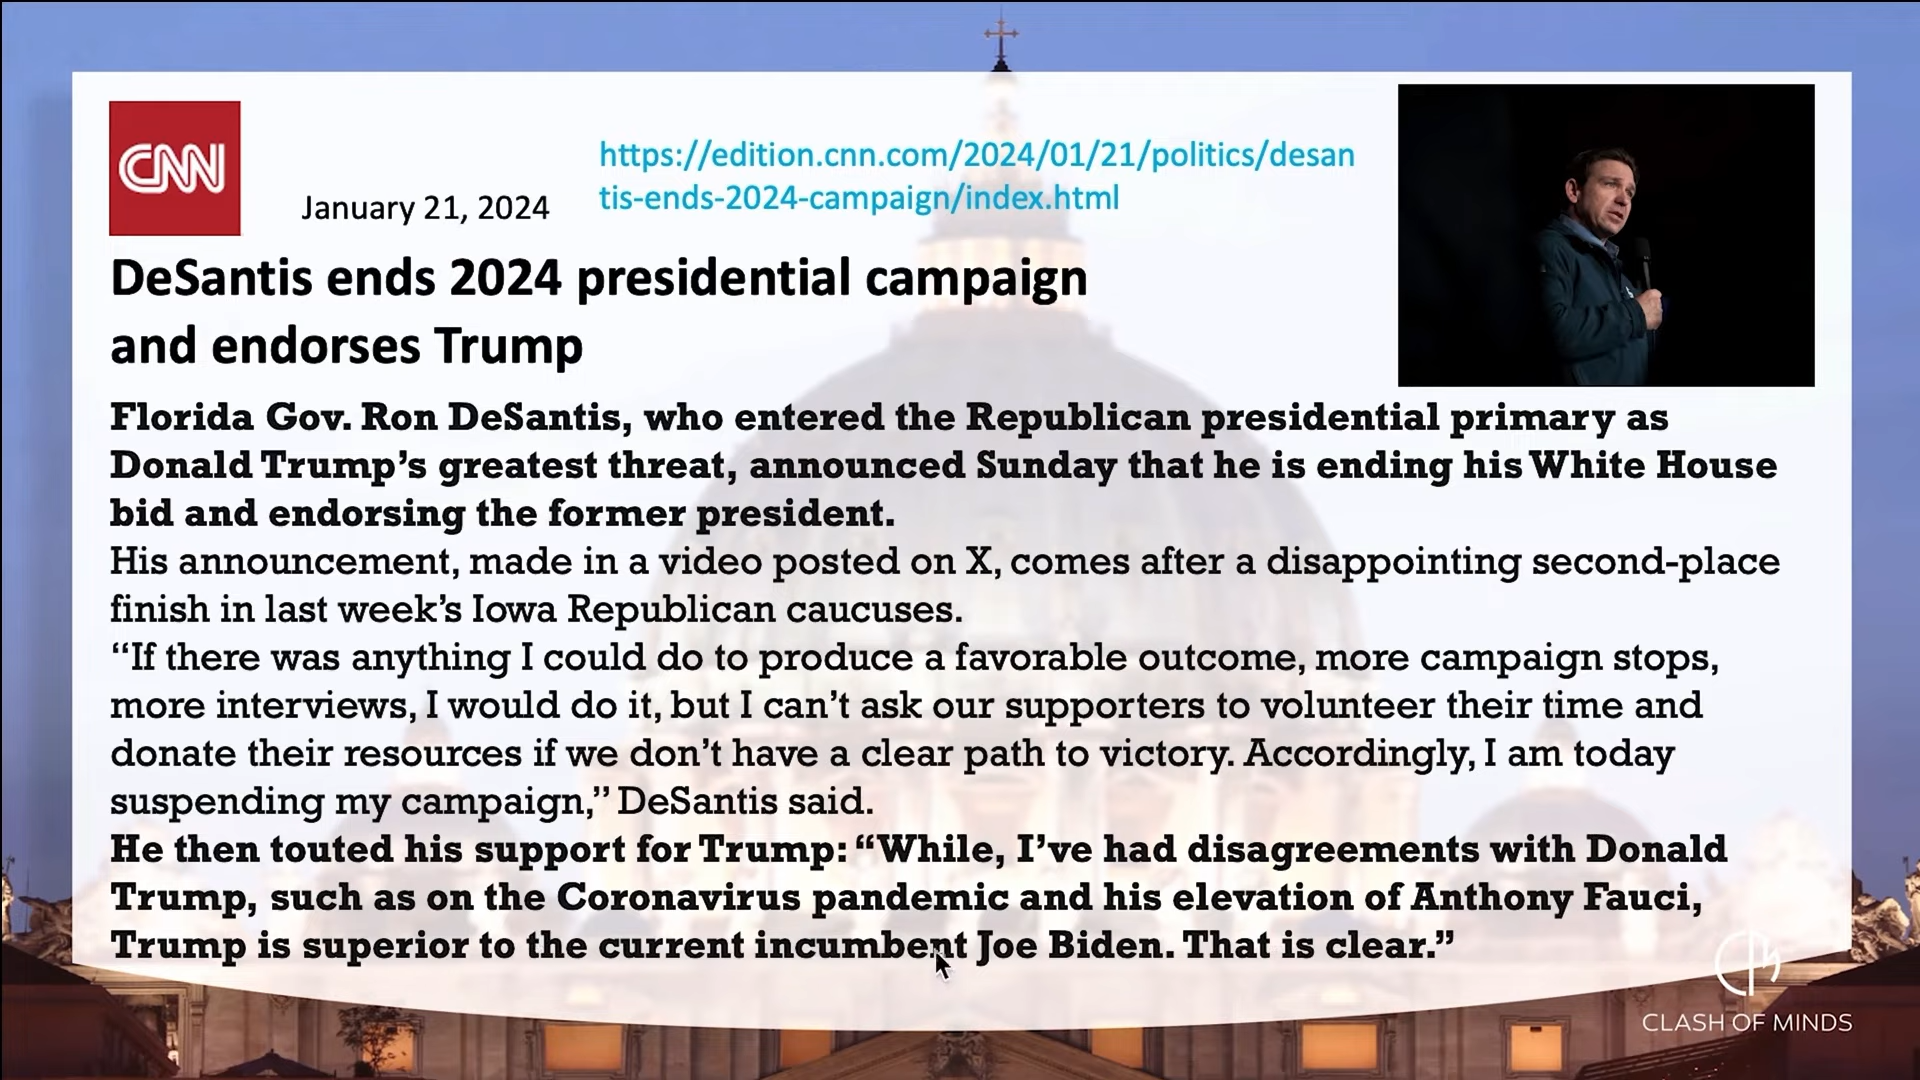 CNN
January 21, 2024
https://edition.cnn.com/2024/01/21/politics/desan
tis-ends-2024-campaign/index.html
DeSantis ends 2024 presidential campaign
and endorses Trump
Florida Gov. Ron DeSantis, who entered the Republican presidential primary as
Donald Trump’s greatest threat, announced Sunday that he is ending his White House
bid and endorsing the former president.
His announcement, made in a video posted on X, comes after a disappointing second-place
finish in last week’s Iowa Republican caucuses.
“If there was anything I could do to produce a favorable outcome, more campaign stops,
more interviews, I would do it, but I can’t ask our supporters to volunteer their time and
donate their resources if we don’t have a clear path to victory. Accordingly, I am today
suspending my campaign,” DeSantis said.
He then touted his support for Trump: “While, I’ve had disagreements with Donald
Trump, such as on the Coronavirus pandemic and his elevation of Anthony Fauci,
Trump is superior to the current incumbent Joe Biden. That is clear.”
CLASH OF MINDS